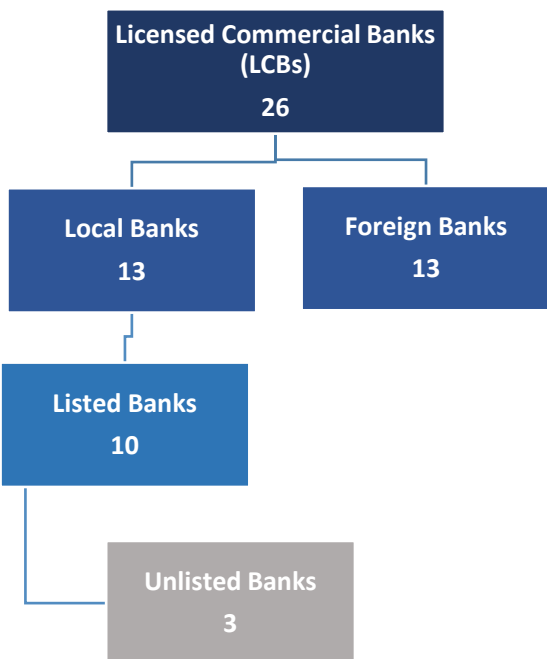 Licensed Commercial Banks
(LCBs)
26
Local Banks
13
Foreign Banks
13
Listed Banks
10
Unlisted Banks
3